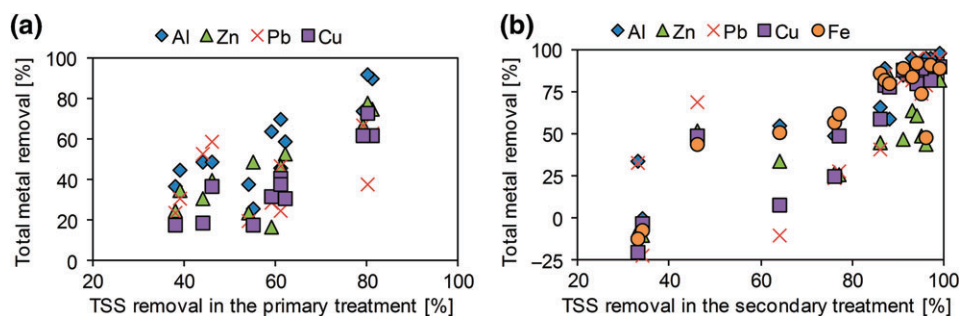 (a)
Al Zn Pb Cu
Total metal removal [%]
100
80
60
40
20
0
20 40 60 80 100
TSS removal in the primary treatment [%]
(b)
Al Zn Pb Cu Fe
Total metal removal [%]
100
75
50
25
0
−25
20 40 60 80 100
TSS removal in the secondary treatment [%]